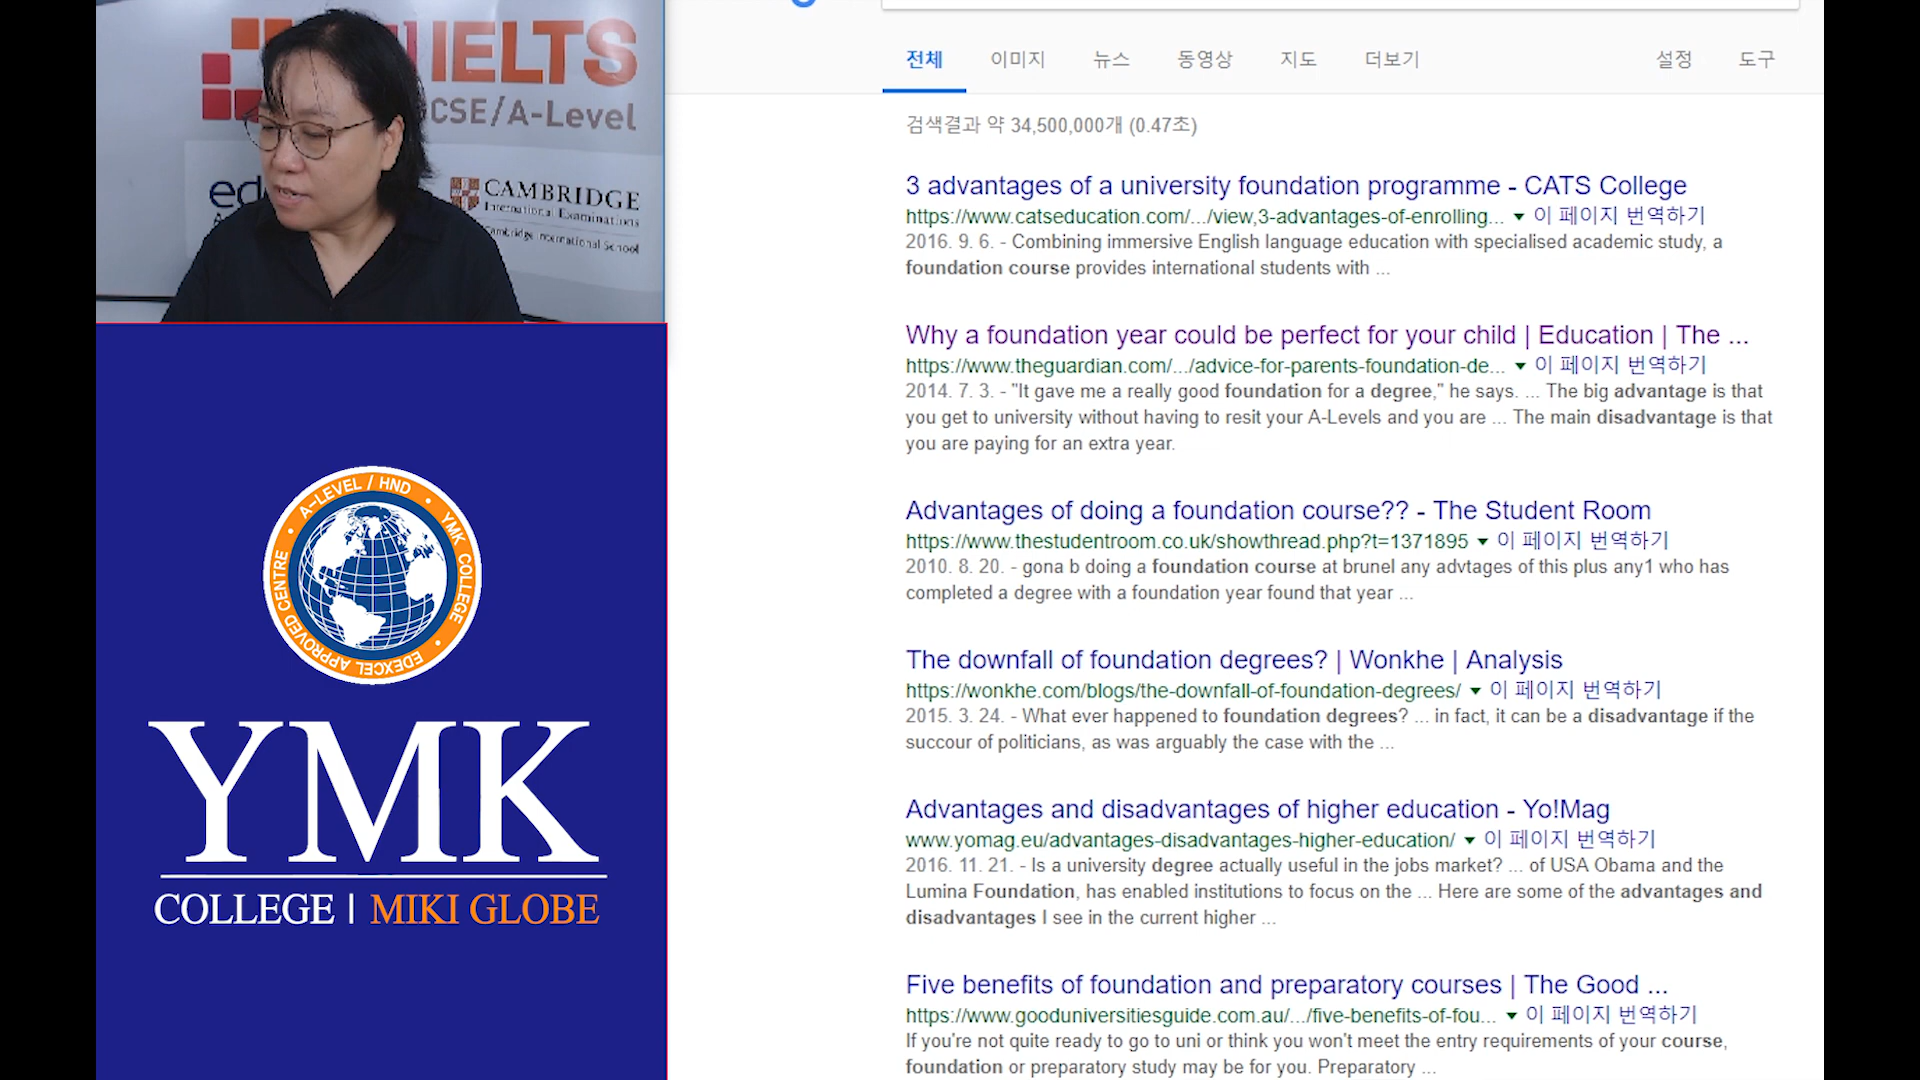 IELTS
CSE/A-Level
ed
CAMBRIDGE
International Examinations
Cambridge International School
A-LEVEL / HND • YMK COLLEGE • EDEXCEL APPROVED CENTRE •
YMK
COLLEGE | MIKI GLOBE
전체 이미지 뉴스 동영상 지도 더보기 설정 도구
검색결과 약 34,500,000개 (0.47초)
3 advantages of a university foundation programme - CATS College
https://www.catseducation.com/.../view,3-advantages-of-enrolling... ▼ 이 페이지 번역하기
2016. 9. 6. - Combining immersive English language education with specialised academic study, a
foundation course provides international students with ...
Why a foundation year could be perfect for your child | Education | The ...
https://www.theguardian.com/.../advice-for-parents-foundation-de... ▼ 이 페이지 번역하기
2014. 7. 3. - "It gave me a really good foundation for a degree," he says. ... The big advantage is that
you get to university without having to resit your A-Levels and you are ... The main disadvantage is that
you are paying for an extra year.
Advantages of doing a foundation course?? - The Student Room
https://www.thestudentroom.co.uk/showthread.php?t=1371895 ▼ 이 페이지 번역하기
2010. 8. 20. - gona b doing a foundation course at brunel any advtages of this plus any1 who has
completed a degree with a foundation year found that year ...
The downfall of foundation degrees? | Wonkhe | Analysis
https://wonkhe.com/blogs/the-downfall-of-foundation-degrees/ ▼ 이 페이지 번역하기
2015. 3. 24. - What ever happened to foundation degrees? ... in fact, it can be a disadvantage if the
succour of politicians, as was arguably the case with the ...
Advantages and disadvantages of higher education - Yo!Mag
www.yomag.eu/advantages-disadvantages-higher-education/ ▼ 이 페이지 번역하기
2016. 11. 21. - Is a university degree actually useful in the jobs market? ... of USA Obama and the
Lumina Foundation, has enabled institutions to focus on the ... Here are some of the advantages and
disadvantages I see in the current higher ...
Five benefits of foundation and preparatory courses | The Good ...
https://www.gooduniversitiesguide.com.au/.../five-benefits-of-fou... ▼ 이 페이지 번역하기
If you're not quite ready to go to uni or think you won't meet the entry requirements of your course,
foundation or preparatory study may be for you. Preparatory ...